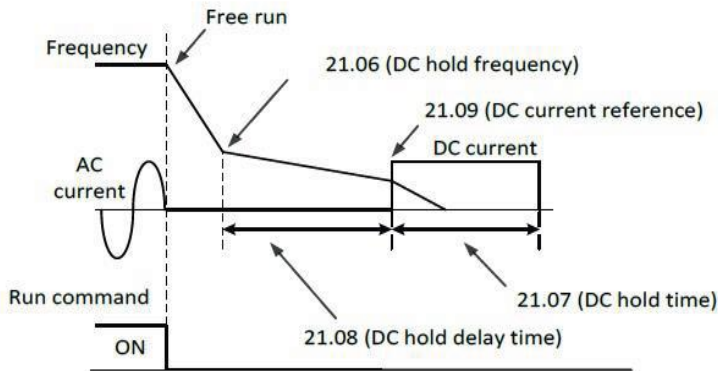 Free run
Frequency
21.06 (DC hold frequency)
21.09 (DC current reference)
DC current
AC
current
Run command
21.07 (DC hold time)
21.08 (DC hold delay time)
ON